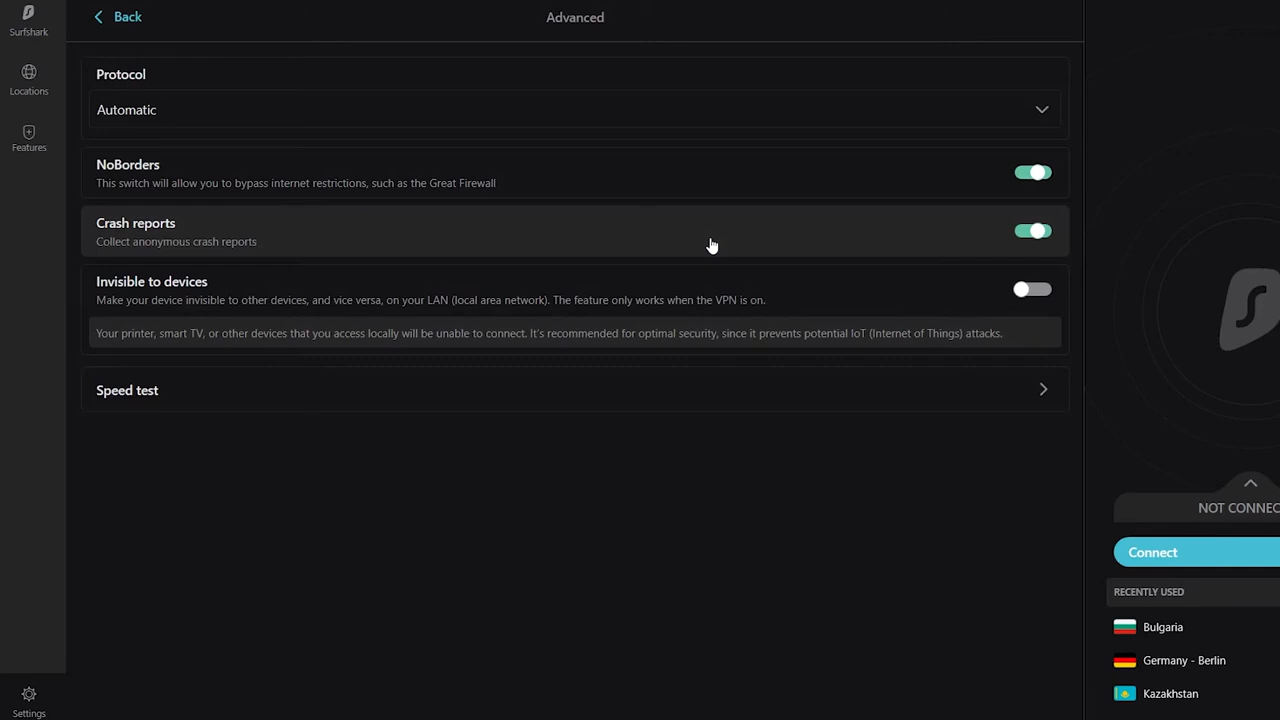 Back
Advanced
Surfshark
Locations
Features
Settings
Protocol
Automatic
NoBorders
This switch will allow you to bypass internet restrictions, such as the Great Firewall
Crash reports
Collect anonymous crash reports
Invisible to devices
Make your device invisible to other devices, and vice versa, on your LAN (local area network). The feature only works when the VPN is on.
Your printer, smart TV, or other devices that you access locally will be unable to connect. It's recommended for optimal security, since it prevents potential IoT (Internet of Things) attacks.
Speed test
NOT CONNEC
Connect
RECENTLY USED
Bulgaria
Germany - Berlin
Kazakhstan